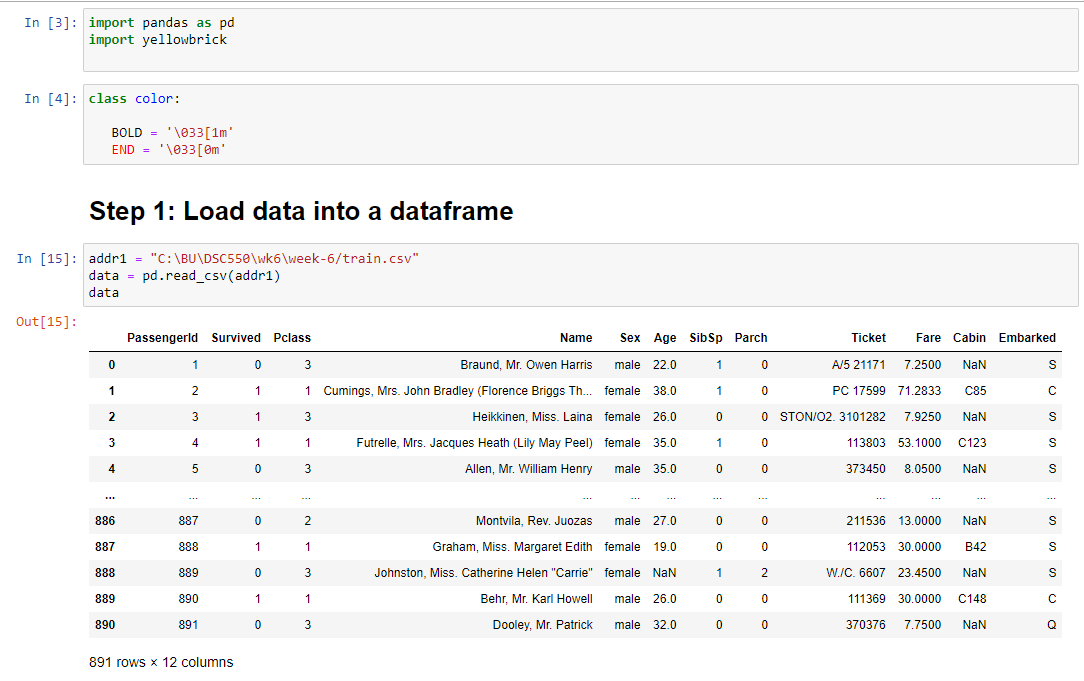 In [3]: import pandas as pd
import yellowbrick
In [4]: class color:
BOLD = '\033[1m'
END = '\033[0m'
Step 1: Load data into a dataframe
In [15]: addr1 = "C:\BU\DSC550\wk6\week-6/train.csv"
data = pd.read_csv(addr1)
data
Out[15]:
PassengerId Survived Pclass Name Sex Age SibSp Parch Ticket Fare Cabin Embarked
0 1 0 3 Braund, Mr. Owen Harris male 22.0 1 0 A/5 21171 7.2500 NaN S
1 2 1 1 Cumings, Mrs. John Bradley (Florence Briggs Th... female 38.0 1 0 PC 17599 71.2833 C85 C
2 3 1 3 Heikkinen, Miss. Laina female 26.0 0 0 STON/O2. 3101282 7.9250 NaN S
3 4 1 1 Futrelle, Mrs. Jacques Heath (Lily May Peel) female 35.0 1 0 113803 53.1000 C123 S
4 5 0 3 Allen, Mr. William Henry male 35.0 0 0 373450 8.0500 NaN S
... ... ... ... ... ... ... ... ... ... ... ... ...
886 887 0 2 Montvila, Rev. Juozas male 27.0 0 0 211536 13.0000 NaN S
887 888 1 1 Graham, Miss. Margaret Edith female 19.0 0 0 112053 30.0000 B42 S
888 889 0 3 Johnston, Miss. Catherine Helen "Carrie" female NaN 1 2 W./C. 6607 23.4500 NaN S
889 890 1 1 Behr, Mr. Karl Howell male 26.0 0 0 111369 30.0000 C148 C
890 891 0 3 Dooley, Mr. Patrick male 32.0 0 0 370376 7.7500 NaN Q
891 rows × 12 columns